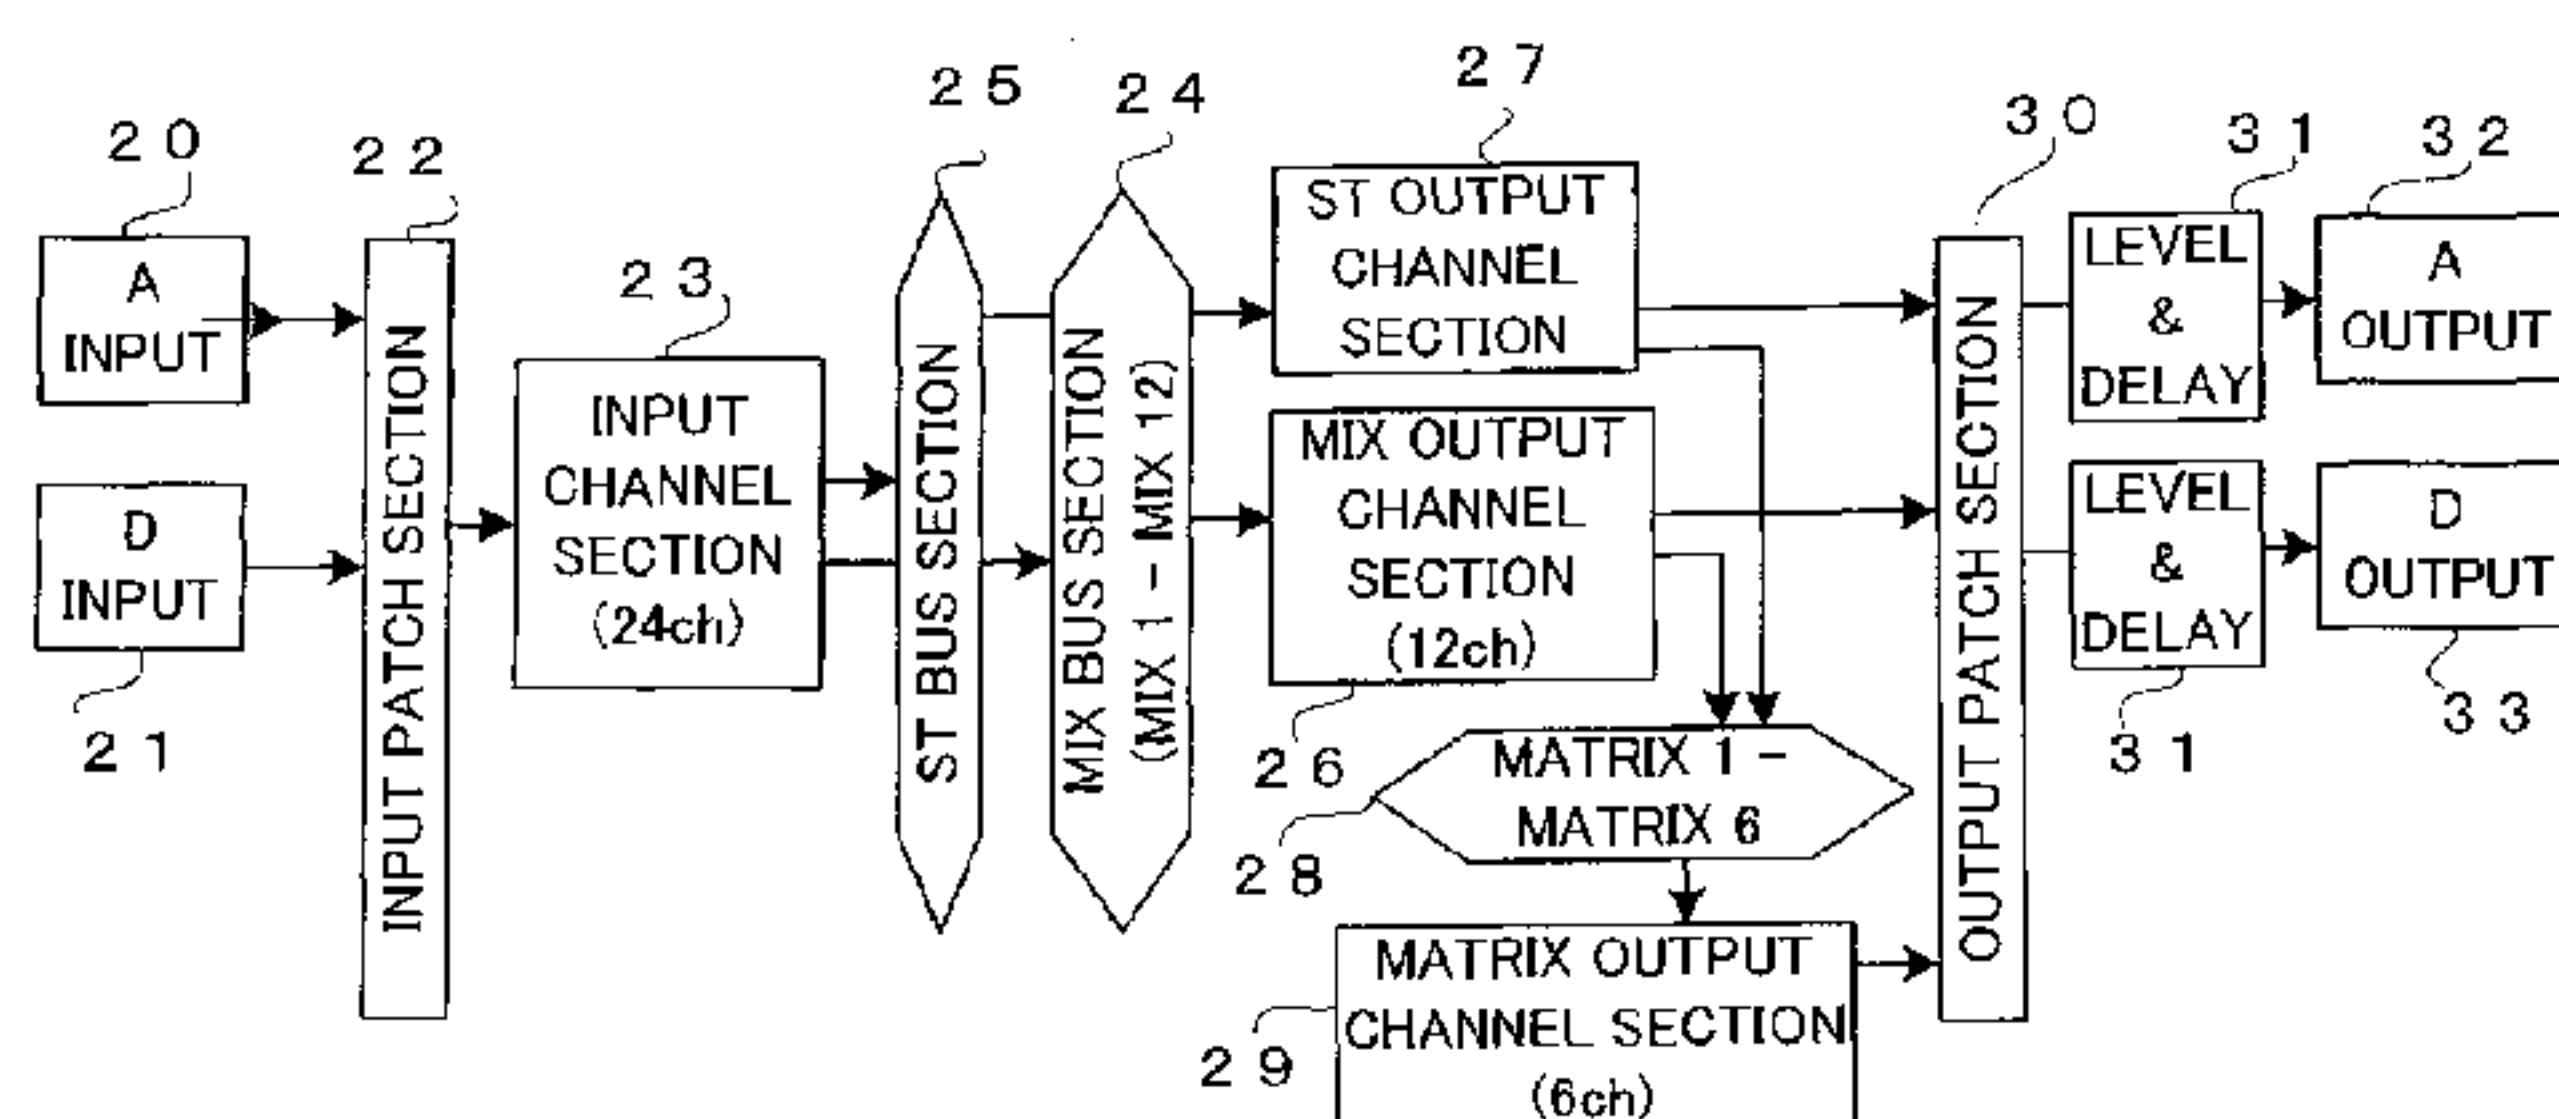 20
A
INPUT
D
INPUT
21
22
INPUT PATCH SECTION
23
INPUT
CHANNEL
SECTION
(24ch)
25
ST BUS SECTION
24
MIX BUS SECTION
(MIX 1 - MIX 12)
27
ST OUTPUT
CHANNEL
SECTION
MIX OUTPUT
CHANNEL
SECTION
(12ch)
26
MATRIX 1 -
MATRIX 6
28
MATRIX OUTPUT
CHANNEL SECTION
(6ch)
29
30
OUTPUT PATCH SECTION
31
LEVEL
&
DELAY
LEVEL
&
DELAY
31
32
A
OUTPUT
D
OUTPUT
33